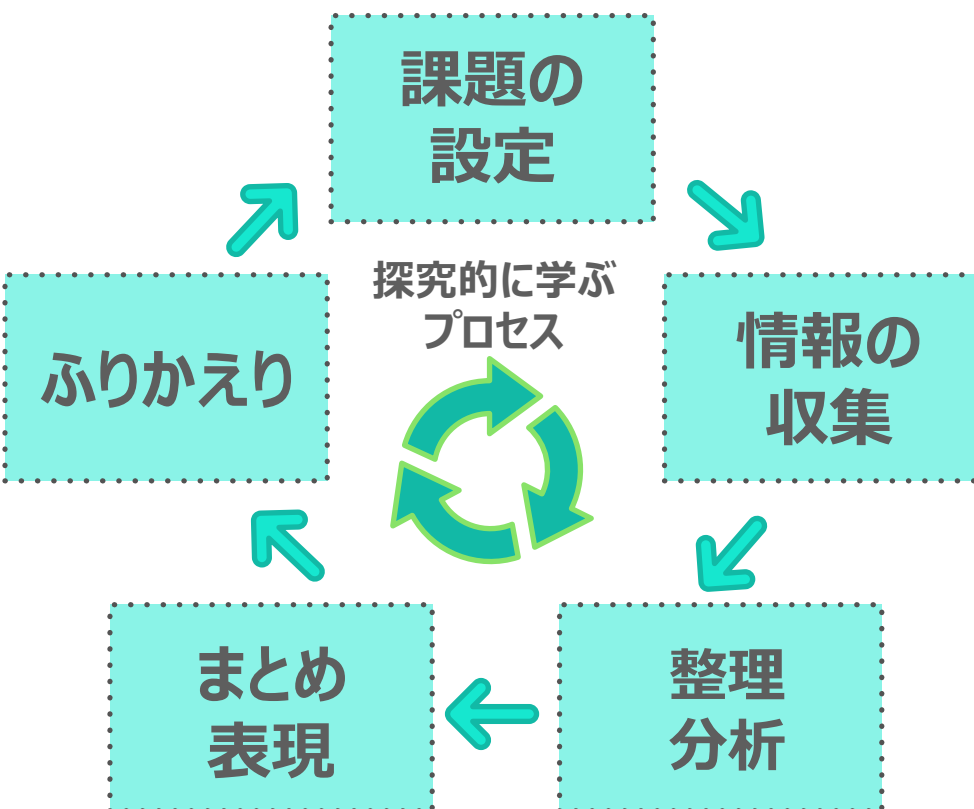 課題の
設定
探究的に学ぶ
プロセス
情報の
収集
整理
分析
まとめ
表現
ふりかえり